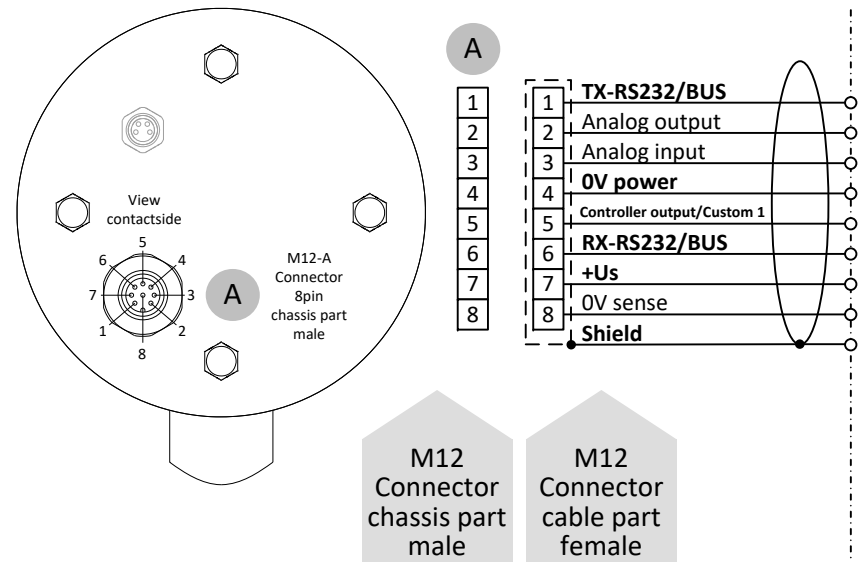 View
contactside
5
6
4
7
3
1
2
8
A
M12-A
Connector
8pin
chassis part
male
A
1
2
3
4
5
6
7
8
1 TX-RS232/BUS
2 Analog output
3 Analog input
4 0V power
5 Controller output/Custom 1
6 RX-RS232/BUS
7 +Us
8 0V sense
Shield
M12
Connector
chassis part
male
M12
Connector
cable part
female